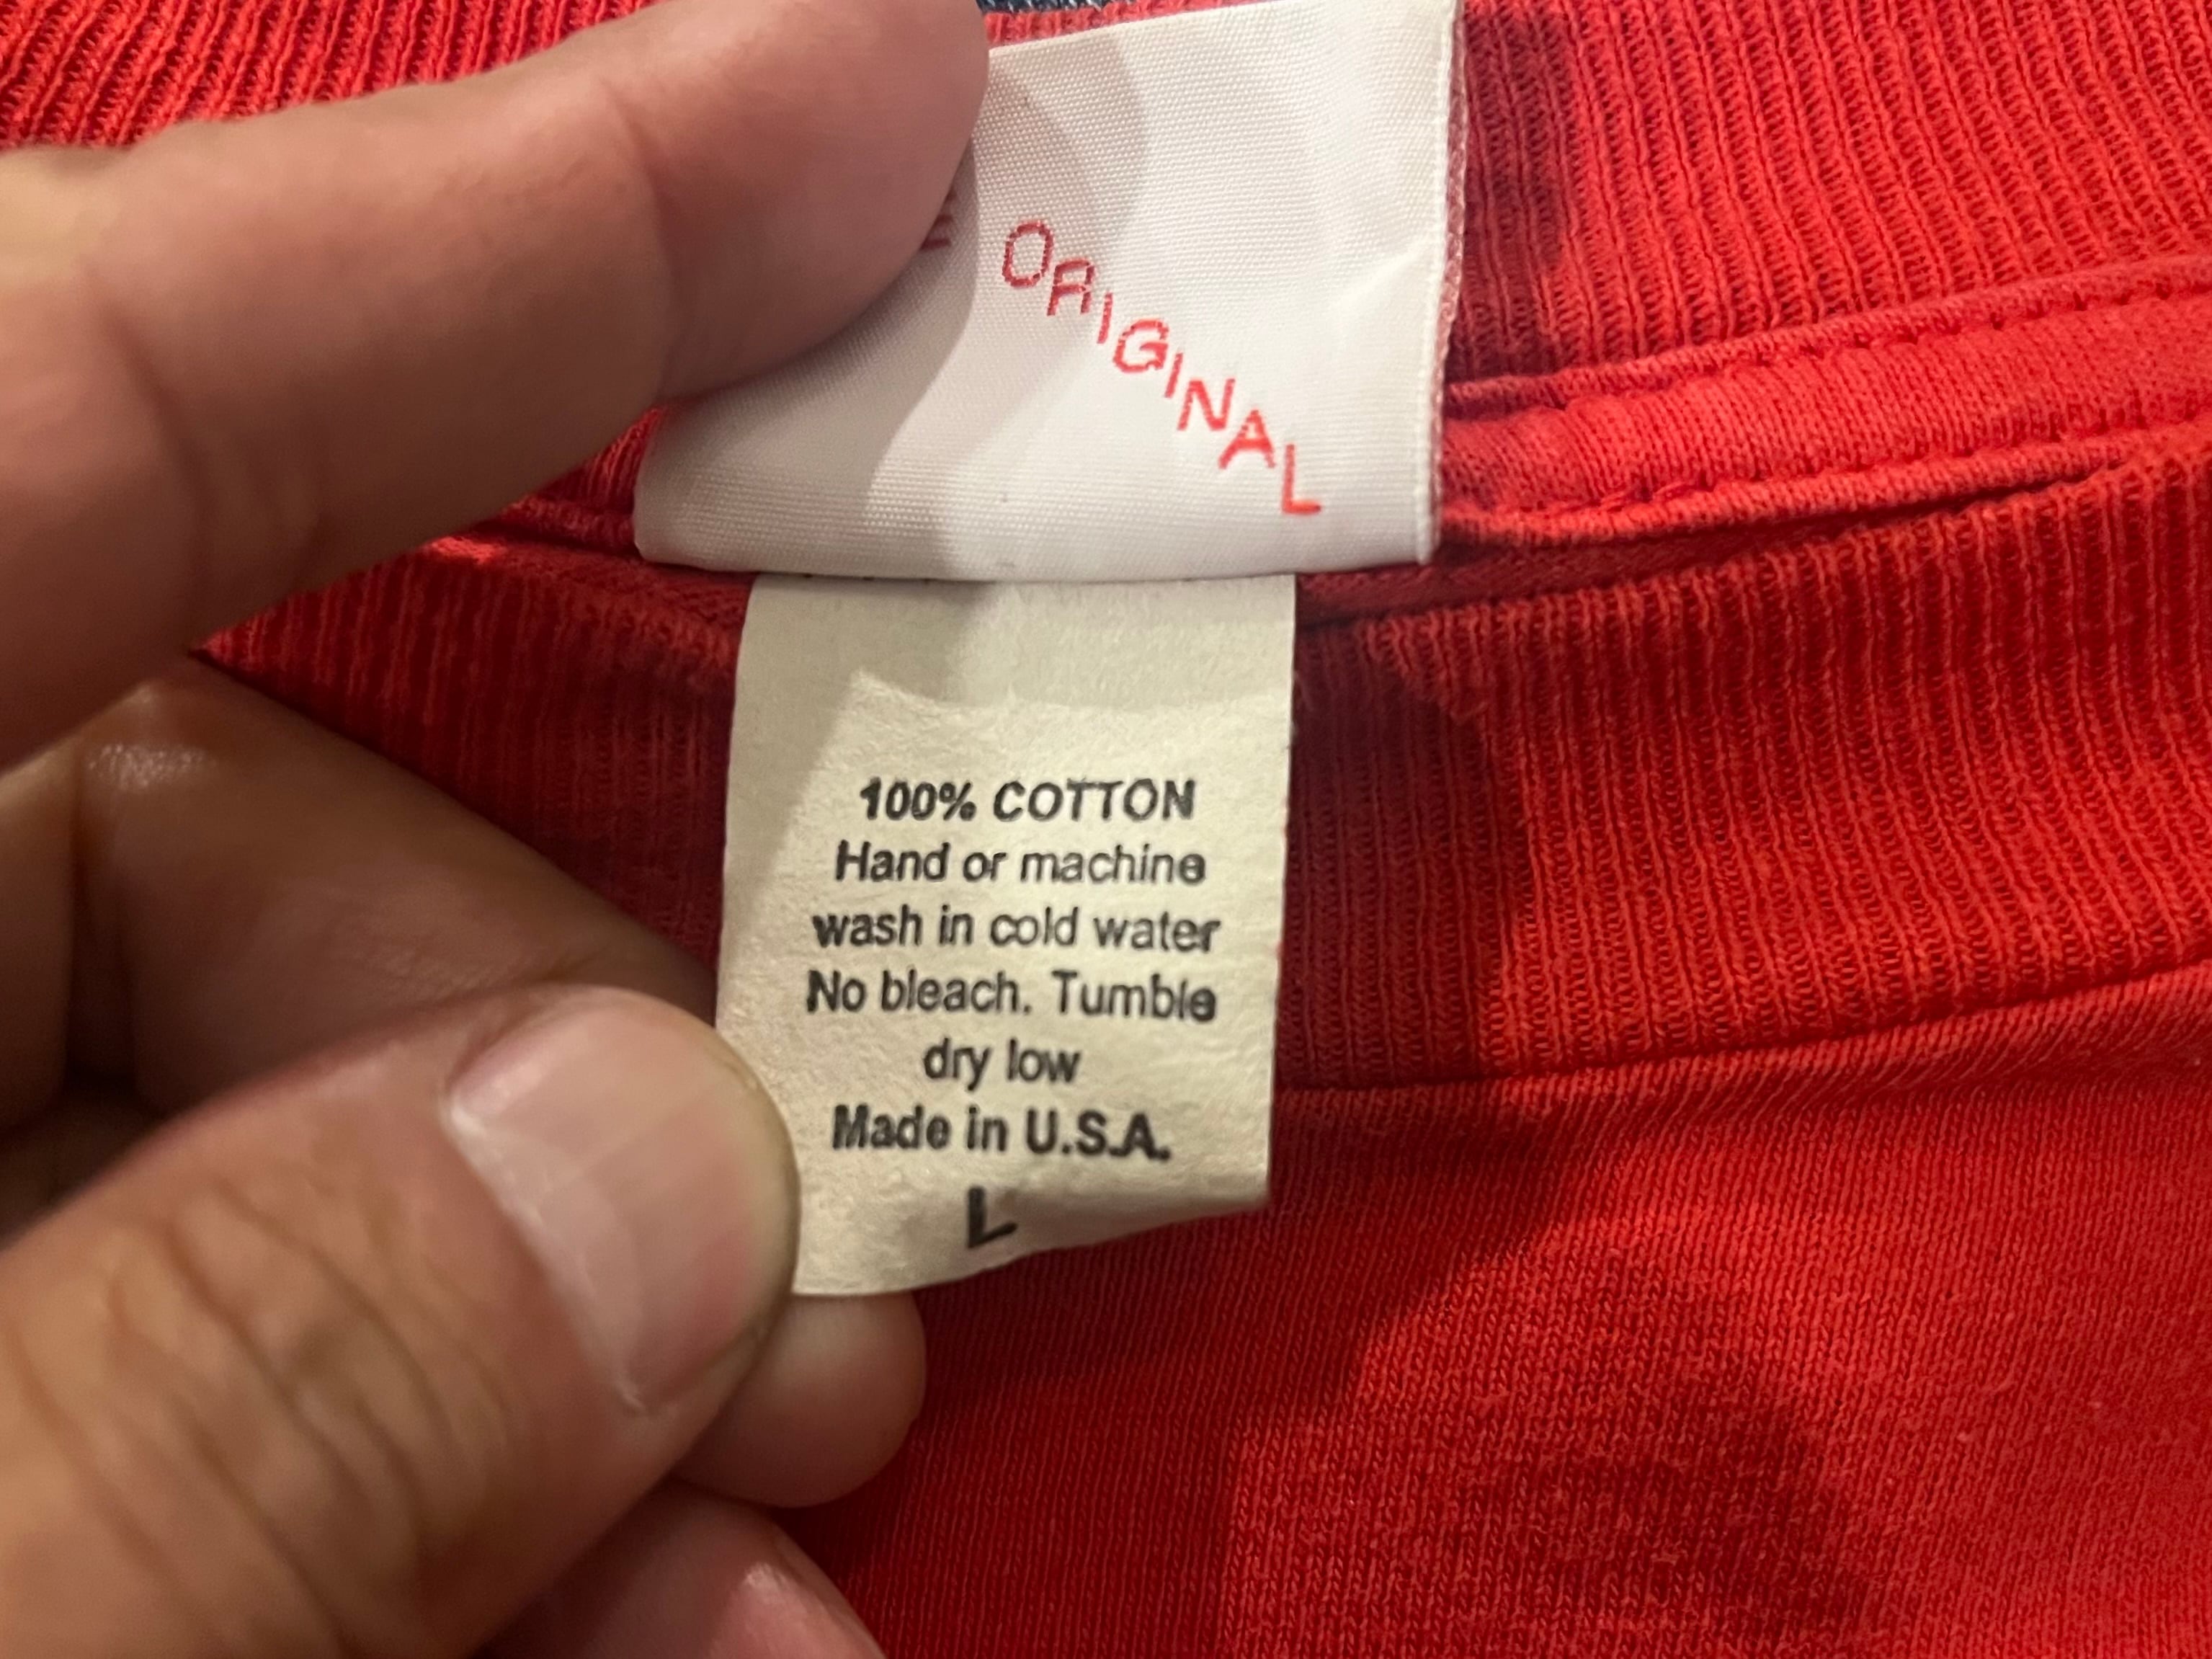 ORIGINAL
100% COTTON
Hand or machine
wash in cold water
No bleach. Tumble
dry low
Made in U.S.A.
L